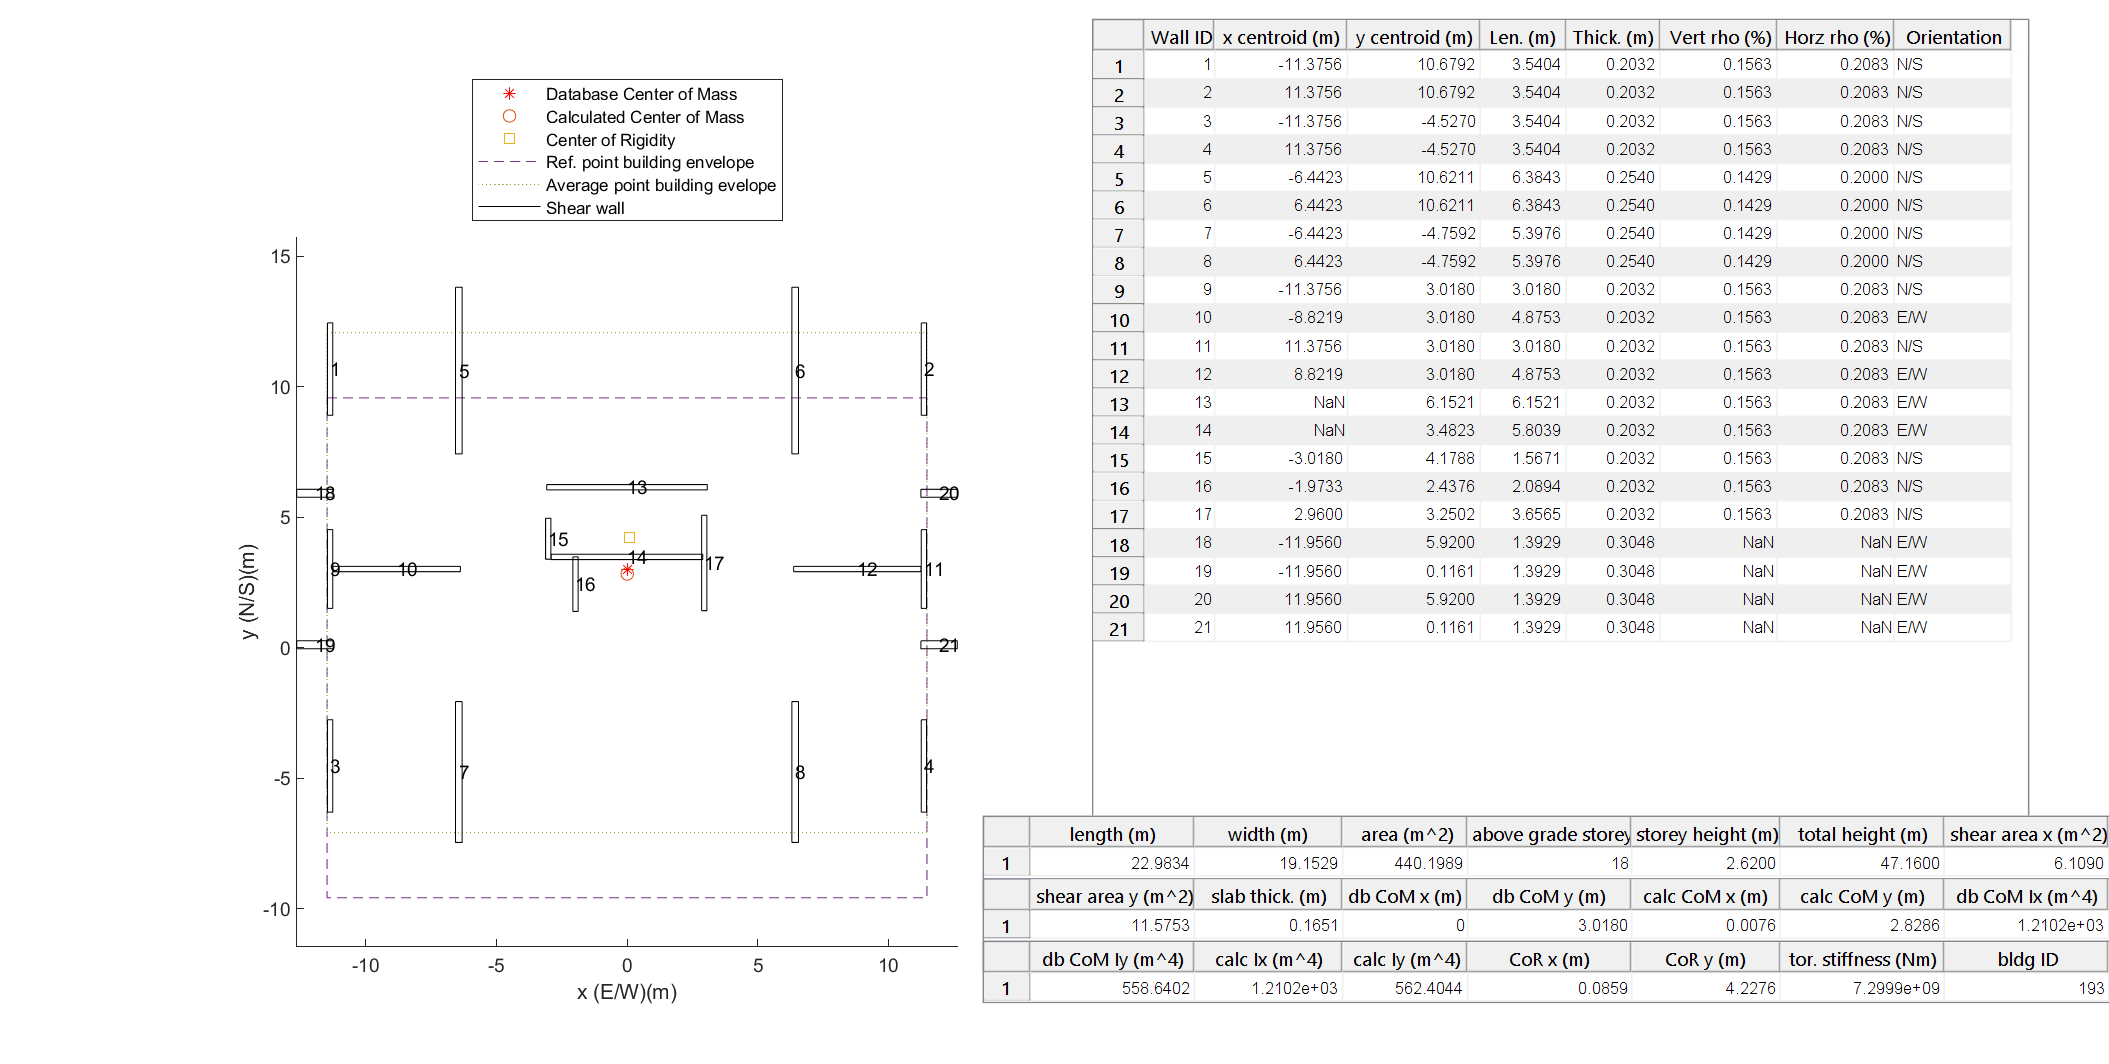 Database Center of Mass
Calculated Center of Mass
Center of Rigidity
Ref. point building envelope
Average point building evelope
Shear wall
15
10
5
0
-5
-10
y (N/S)(m)
-10 -5 0 5 10
x (E/W)(m)
1 5 6 2
18 13 20
15 14 17 16
9 10 12 11
19 21
3 7 8 4
Wall ID x centroid (m) y centroid (m) Len. (m) Thick. (m) Vert rho (%) Horz rho (%) Orientation
1 1 -11.3756 10.6792 3.5404 0.2032 0.1563 0.2083 N/S
2 2 11.3756 10.6792 3.5404 0.2032 0.1563 0.2083 N/S
3 3 -11.3756 -4.5270 3.5404 0.2032 0.1563 0.2083 N/S
4 4 11.3756 -4.5270 3.5404 0.2032 0.1563 0.2083 N/S
5 5 -6.4423 10.6211 6.3843 0.2540 0.1429 0.2000 N/S
6 6 6.4423 10.6211 6.3843 0.2540 0.1429 0.2000 N/S
7 7 -6.4423 -4.7592 5.3976 0.2540 0.1429 0.2000 N/S
8 8 6.4423 -4.7592 5.3976 0.2540 0.1429 0.2000 N/S
9 9 -11.3756 3.0180 3.0180 0.2032 0.1563 0.2083 N/S
10 10 -8.8219 3.0180 4.8753 0.2032 0.1563 0.2083 E/W
11 11 11.3756 3.0180 3.0180 0.2032 0.1563 0.2083 N/S
12 12 8.8219 3.0180 4.8753 0.2032 0.1563 0.2083 E/W
13 13 NaN 6.1521 6.1521 0.2032 0.1563 0.2083 E/W
14 14 NaN 3.4823 5.8039 0.2032 0.1563 0.2083 E/W
15 15 -3.0180 4.1788 1.5671 0.2032 0.1563 0.2083 N/S
16 16 -1.9733 2.4376 2.0894 0.2032 0.1563 0.2083 N/S
17 17 2.9600 3.2502 3.6565 0.2032 0.1563 0.2083 N/S
18 18 -11.9560 5.9200 1.3929 0.3048 NaN NaN E/W
19 19 -11.9560 0.1161 1.3929 0.3048 NaN NaN E/W
20 20 11.9560 5.9200 1.3929 0.3048 NaN NaN E/W
21 21 11.9560 0.1161 1.3929 0.3048 NaN NaN E/W
length (m) width (m) area (m^2) above grade storey storey height (m) total height (m) shear area x (m^2)
1 22.9834 19.1529 440.1989 18 2.6200 47.1600 6.1090
shear area y (m^2) slab thick. (m) db CoM x (m) db CoM y (m) calc CoM x (m) calc CoM y (m) db CoM Ix (m^4)
1 11.5753 0.1651 0 3.0180 0.0076 2.8286 1.2102e+03
db CoM Iy (m^4) calc Ix (m^4) calc Iy (m^4) CoR x (m) CoR y (m) tor. stiffness (Nm) bldg ID
1 558.6402 1.2102e+03 562.4044 0.0859 4.2276 7.2999e+09 193